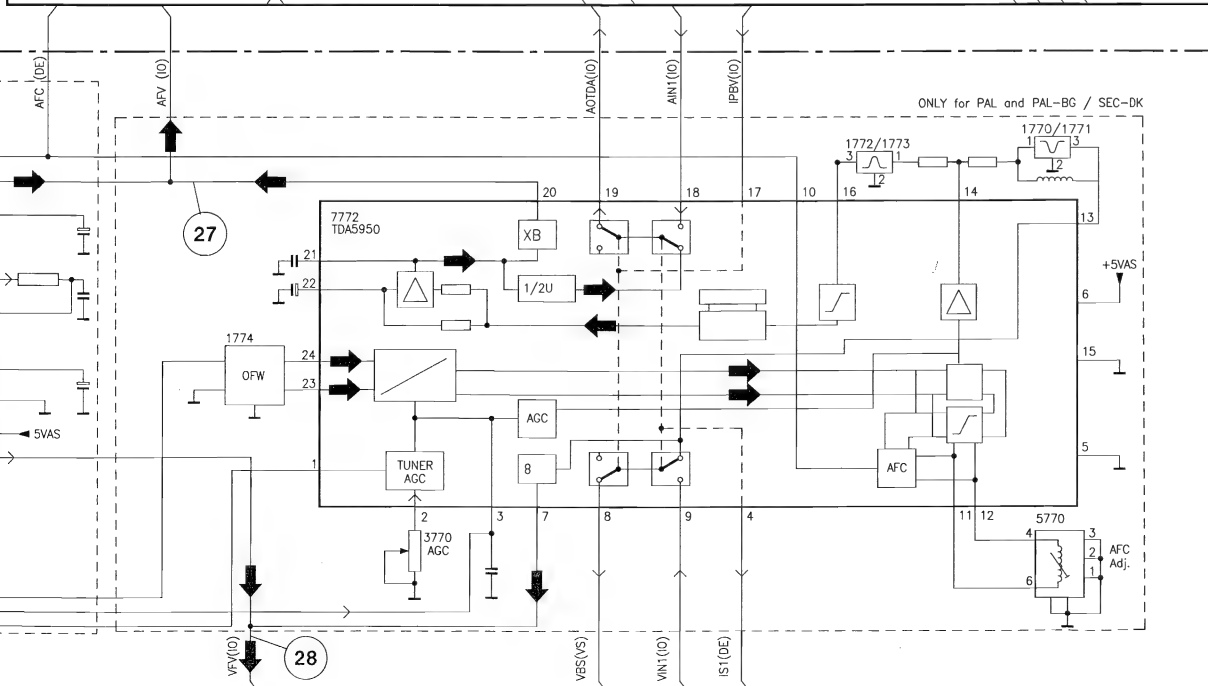 AFC (DE)
AFV (IO)
AOTDA(IO)
AIN1(IO)
IPBV(IO)
ONLY for PAL and PAL-BG / SEC-DK
1770/1771
1 3
2
1772/1773
3 1
2
20 19 18 17 10 16 14
13
27
7772
TDA5950
XB
21
22
1/2U
+5VAS
6
1774
OFW
24
23
15
AGC
5VAS
1
TUNER
AGC
8
AFC
5
2 3 7 8 9 4 11 12
3770
AGC
5770
4 3
2
6 1
AFC
Adj.
VFV(IO)
28
VBS(VS)
VIN1(IO)
IS1(DE)